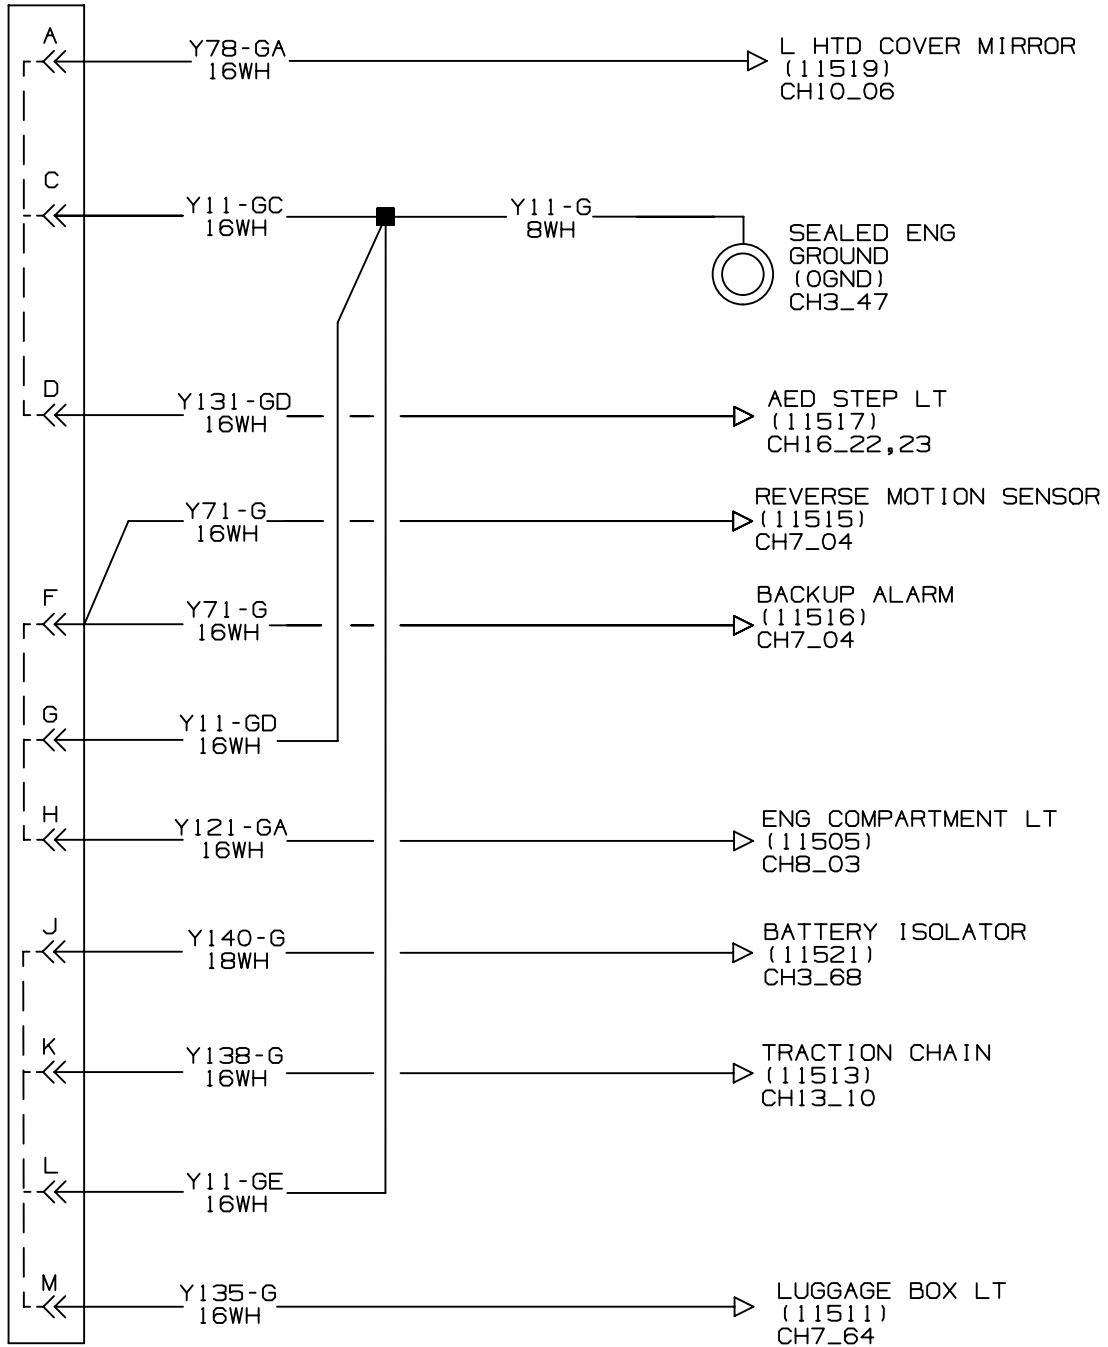 A
Y78-GA
16WH
L HTD COVER MIRROR
(11519)
CH10_06
C
Y11-GC
16WH
Y11-G
8WH
SEALED ENG
GROUND
(OGND)
CH3_47
D
Y131-GD
16WH
AED STEP LT
(11517)
CH16_22,23
Y71-G
16WH
REVERSE MOTION SENSOR
(11515)
CH7_04
F
Y71-G
16WH
BACKUP ALARM
(11516)
CH7_04
G
Y11-GD
16WH
H
Y121-GA
16WH
ENG COMPARTMENT LT
(11505)
CH8_03
J
Y140-G
18WH
BATTERY ISOLATOR
(11521)
CH3_68
K
Y138-G
16WH
TRACTION CHAIN
(11513)
CH13_10
L
Y11-GE
16WH
M
Y135-G
16WH
LUGGAGE BOX LT
(11511)
CH7_64